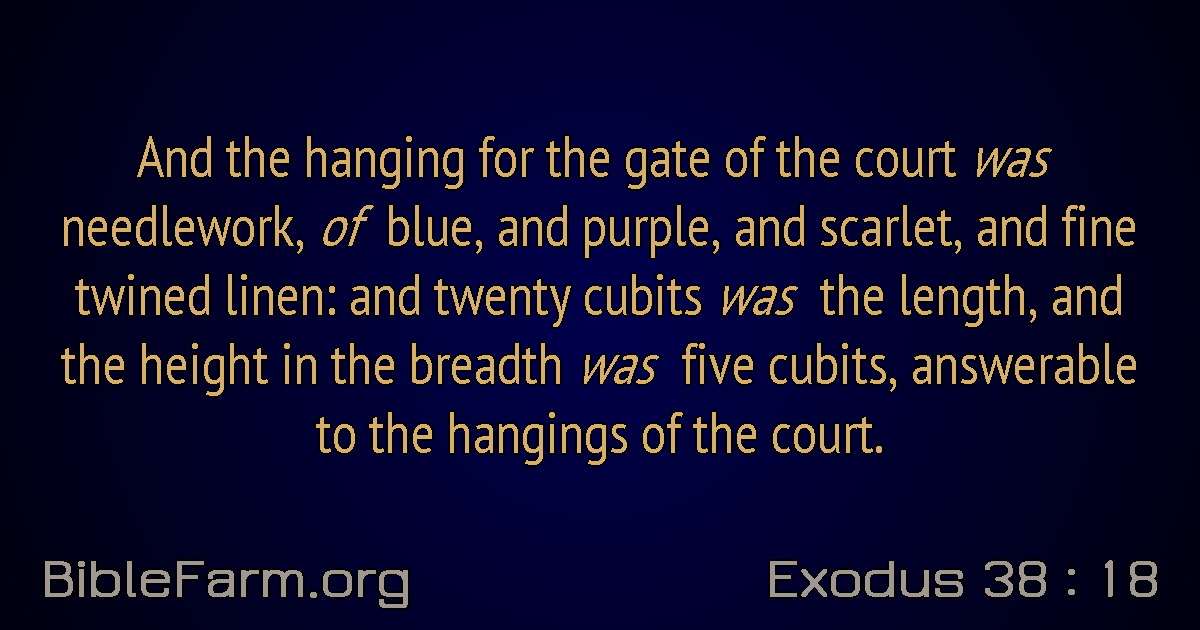 And the hanging for the gate of the court was
needlework, of blue, and purple, and scarlet, and fine
twined linen: and twenty cubits was the length, and
the height in the breadth was five cubits, answerable
to the hangings of the court.
BibleFarm.org
Exodus 38 : 18